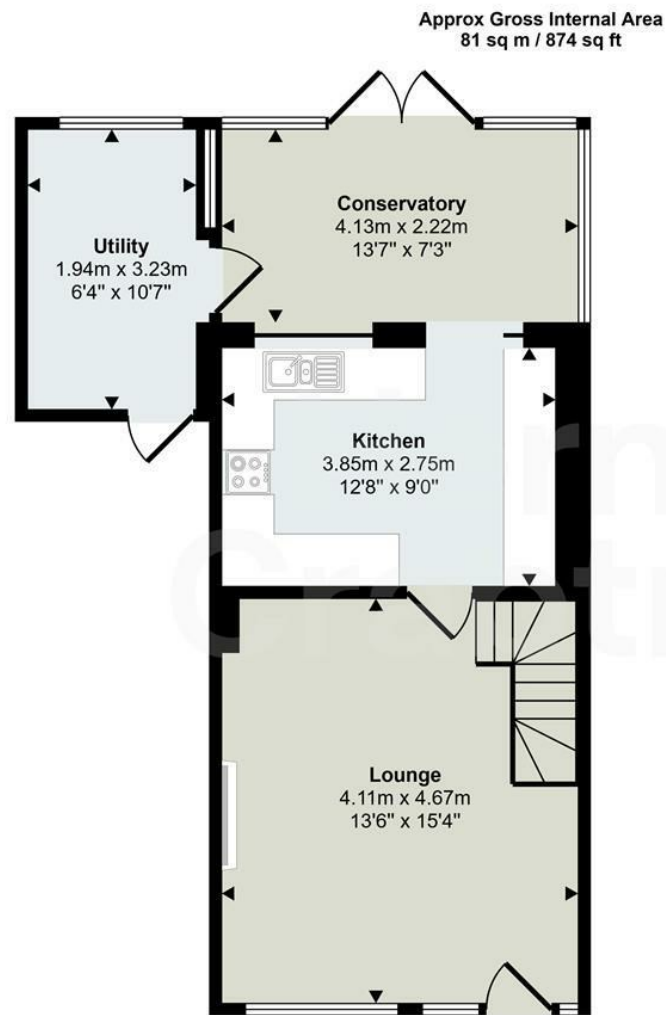 Approx Gross Internal Area
81 sq m / 874 sq ft
Conservatory
4.13m x 2.22m
13'7" x 7'3"
Utility
1.94m x 3.23m
6'4" x 10'7"
Kitchen
3.85m x 2.75m
12'8" x 9'0"
Lounge
4.11m x 4.67m
13'6" x 15'4"